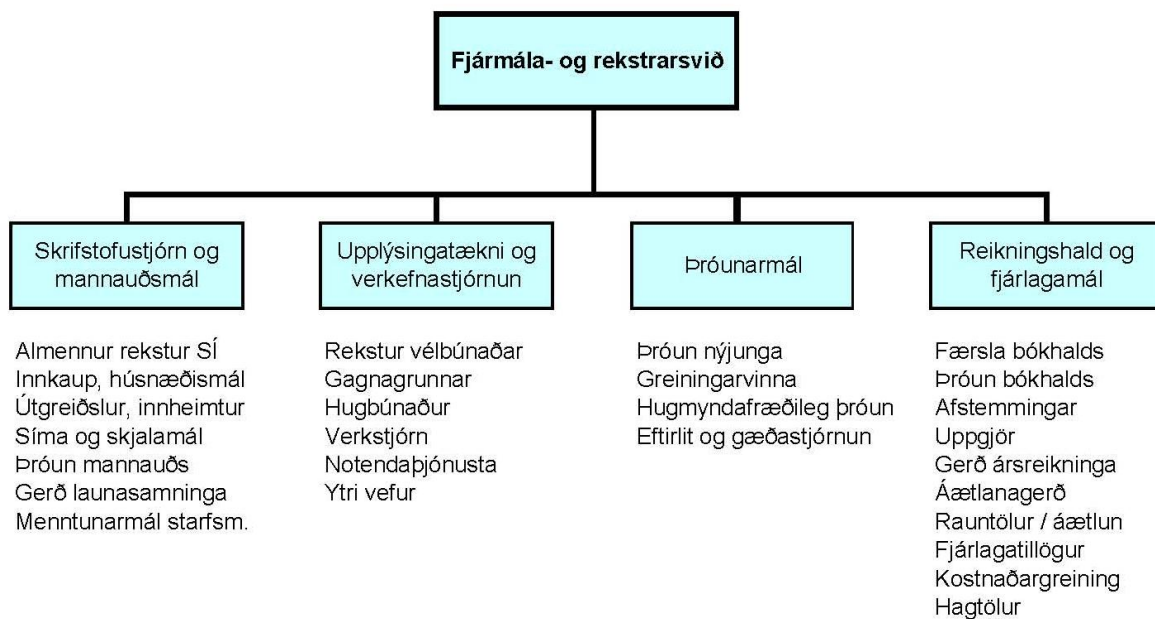 Fjármála- og rekstrarsvið
Skrifstofustjórn og
mannauðsmál
Almennur rekstur SÍ
Innkaup, húsnæðismál
Útgreiðslur, innheimtur
Síma og skjalamál
Þróun mannauðs
Gerð launasamninga
Menntunarmál starfsm.
Upplýsingatækni og
verkefnastjórnun
Rekstur vélbúnaðar
Gagnagrunnar
Hugbúnaður
Verkstjórn
Notendaþjónusta
Ytri vefur
Þróunarmál
Þróun nýjunga
Greiningarvinna
Hugmyndafræðileg þróun
Eftirlit og gæðastjórnun
Reikningshald og
fjárlagamál
Færsla bókhalds
Þróun bókhalds
Afstemmingar
Uppgjör
Gerð ársreikninga
Áætlanagerð
Rauntölur / áætlun
Fjárlagatillögur
Kostnaðargreining
Hagtölur